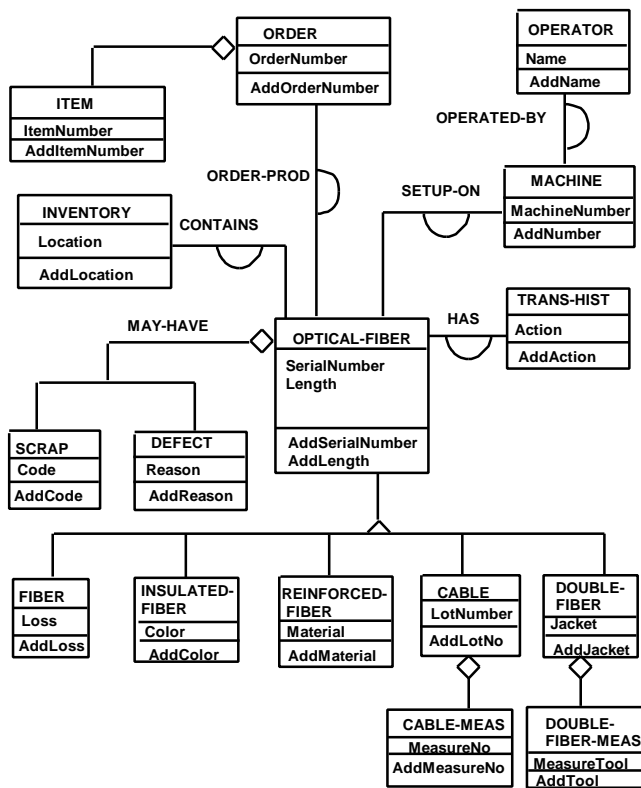 ORDER
OrderNumber
AddOrderNumber
OPERATOR
Name
AddName
ITEM
ItemNumber
AddItemNumber
OPERATED-BY
ORDER-PROD
SETUP-ON
MACHINE
MachineNumber
AddNumber
INVENTORY
Location
AddLocation
CONTAINS
TRANS-HIST
Action
AddAction
HAS
MAY-HAVE
OPTICAL-FIBER
SerialNumber
Length
AddSerialNumber
AddLength
SCRAP
Code
AddCode
DEFECT
Reason
AddReason
FIBER
Loss
AddLoss
INSULATED-
FIBER
Color
AddColor
REINFORCED-
FIBER
Material
AddMaterial
CABLE
LotNumber
AddLotNo
DOUBLE-
FIBER
Jacket
AddJacket
CABLE-MEAS
MeasureNo
AddMeasureNo
DOUBLE-
FIBER-MEAS
MeasureTool
AddTool